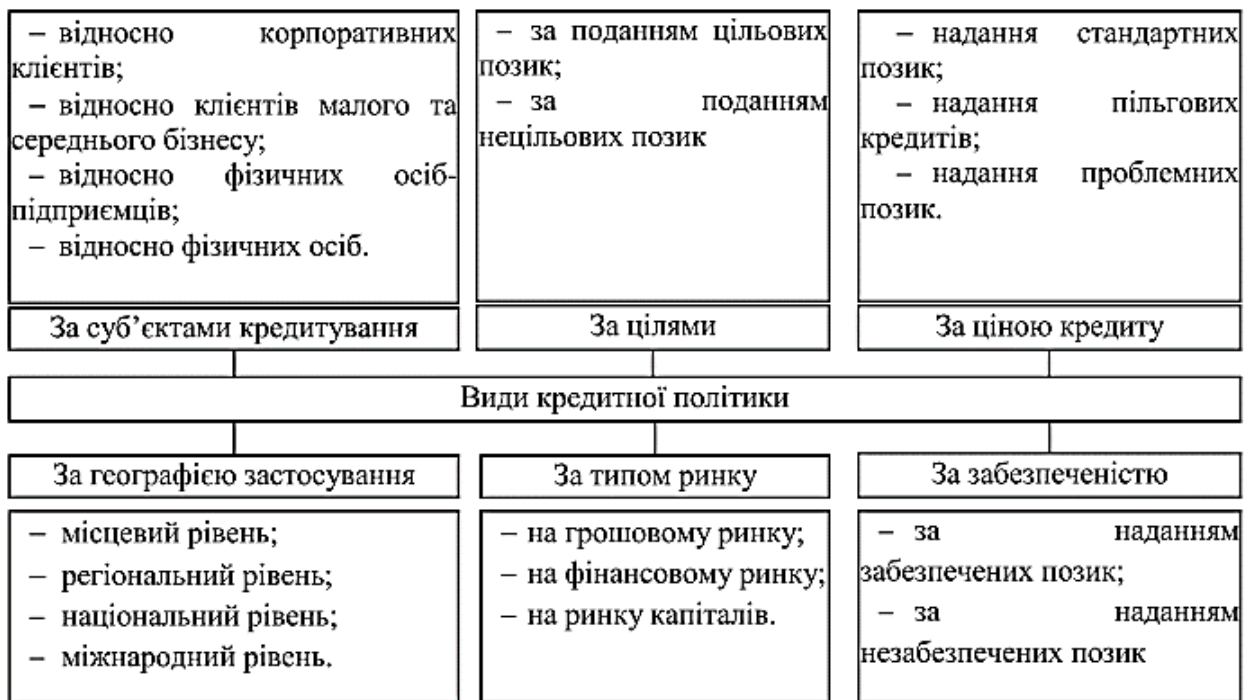 – відносно корпоративних
клієнтів;
– відносно клієнтів малого та
середнього бізнесу;
– відносно фізичних осіб-
підприємців;
– відносно фізичних осіб.
– за поданням цільових
позик;
– за поданням
нецільових позик
– надання стандартних
позик;
– надання пільгових
кредитів;
– надання проблемних
позик.
За суб’єктами кредитування
За цілями
За ціною кредиту
Види кредитної політики
За географією застосування
За типом ринку
За забезпеченістю
– місцевий рівень;
– регіональний рівень;
– національний рівень;
– міжнародний рівень.
– на грошовому ринку;
– на фінансовому ринку;
– на ринку капіталів.
– за наданням
забезпечених позик;
– за наданням
незабезпечених позик